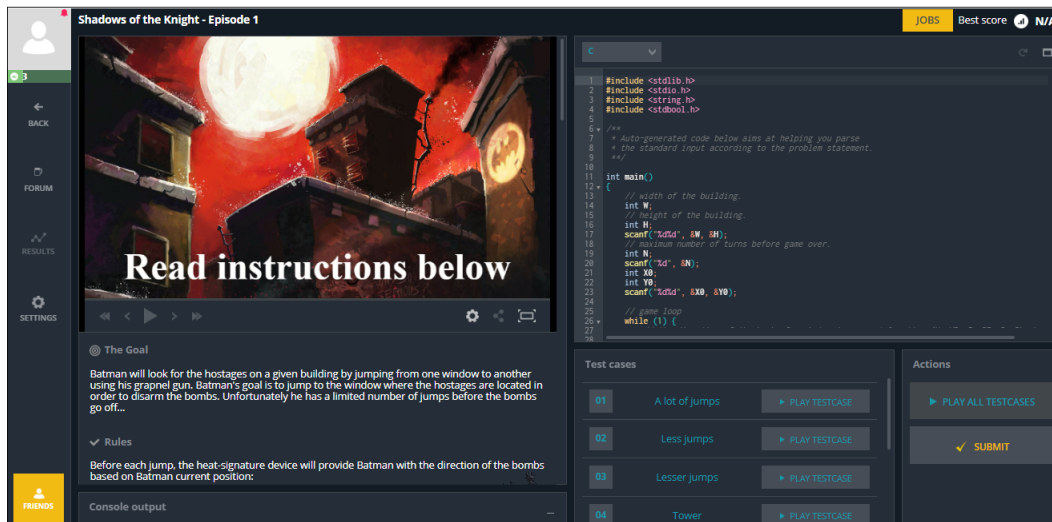 Shadows of the Knight - Episode 1
JOBS
Best score
N/A
3
BACK
FORUM
RESULTS
SETTINGS
FRIENDS
Read instructions below
The Goal
Batman will look for the hostages on a given building by jumping from one window to another
using his grapnel gun. Batman's goal is to jump to the window where the hostages are located in
order to disarm the bombs. Unfortunately he has a limited number of jumps before the bombs
go off...
Rules
Before each jump, the heat-signature device will provide Batman with the direction of the bombs
based on Batman current position:
Console output
C
1 #include <stdlib.h>
2 #include <stdio.h>
3 #include <string.h>
4 #include <stdbool.h>
5
6 /**
7 * Auto-generated code below aims at helping you parse
8 * the standard input according to the problem statement.
9 **/
10
11 int main()
12 {
13 // width of the building.
14 int W;
15 // height of the building.
16 int H;
17 scanf("%d%d", &W, &H);
18 // maximum number of turns before game over.
19 int N;
20 scanf("%d", &N);
21 int X0;
22 int Y0;
23 scanf("%d%d", &X0, &Y0);
24
25 // game loop
26 while (1) {
27
28
Test cases
01 A lot of jumps PLAY TESTCASE
02 Less jumps PLAY TESTCASE
03 Lesser jumps PLAY TESTCASE
04 Tower PLAY TESTCASE
Actions
PLAY ALL TESTCASES
SUBMIT